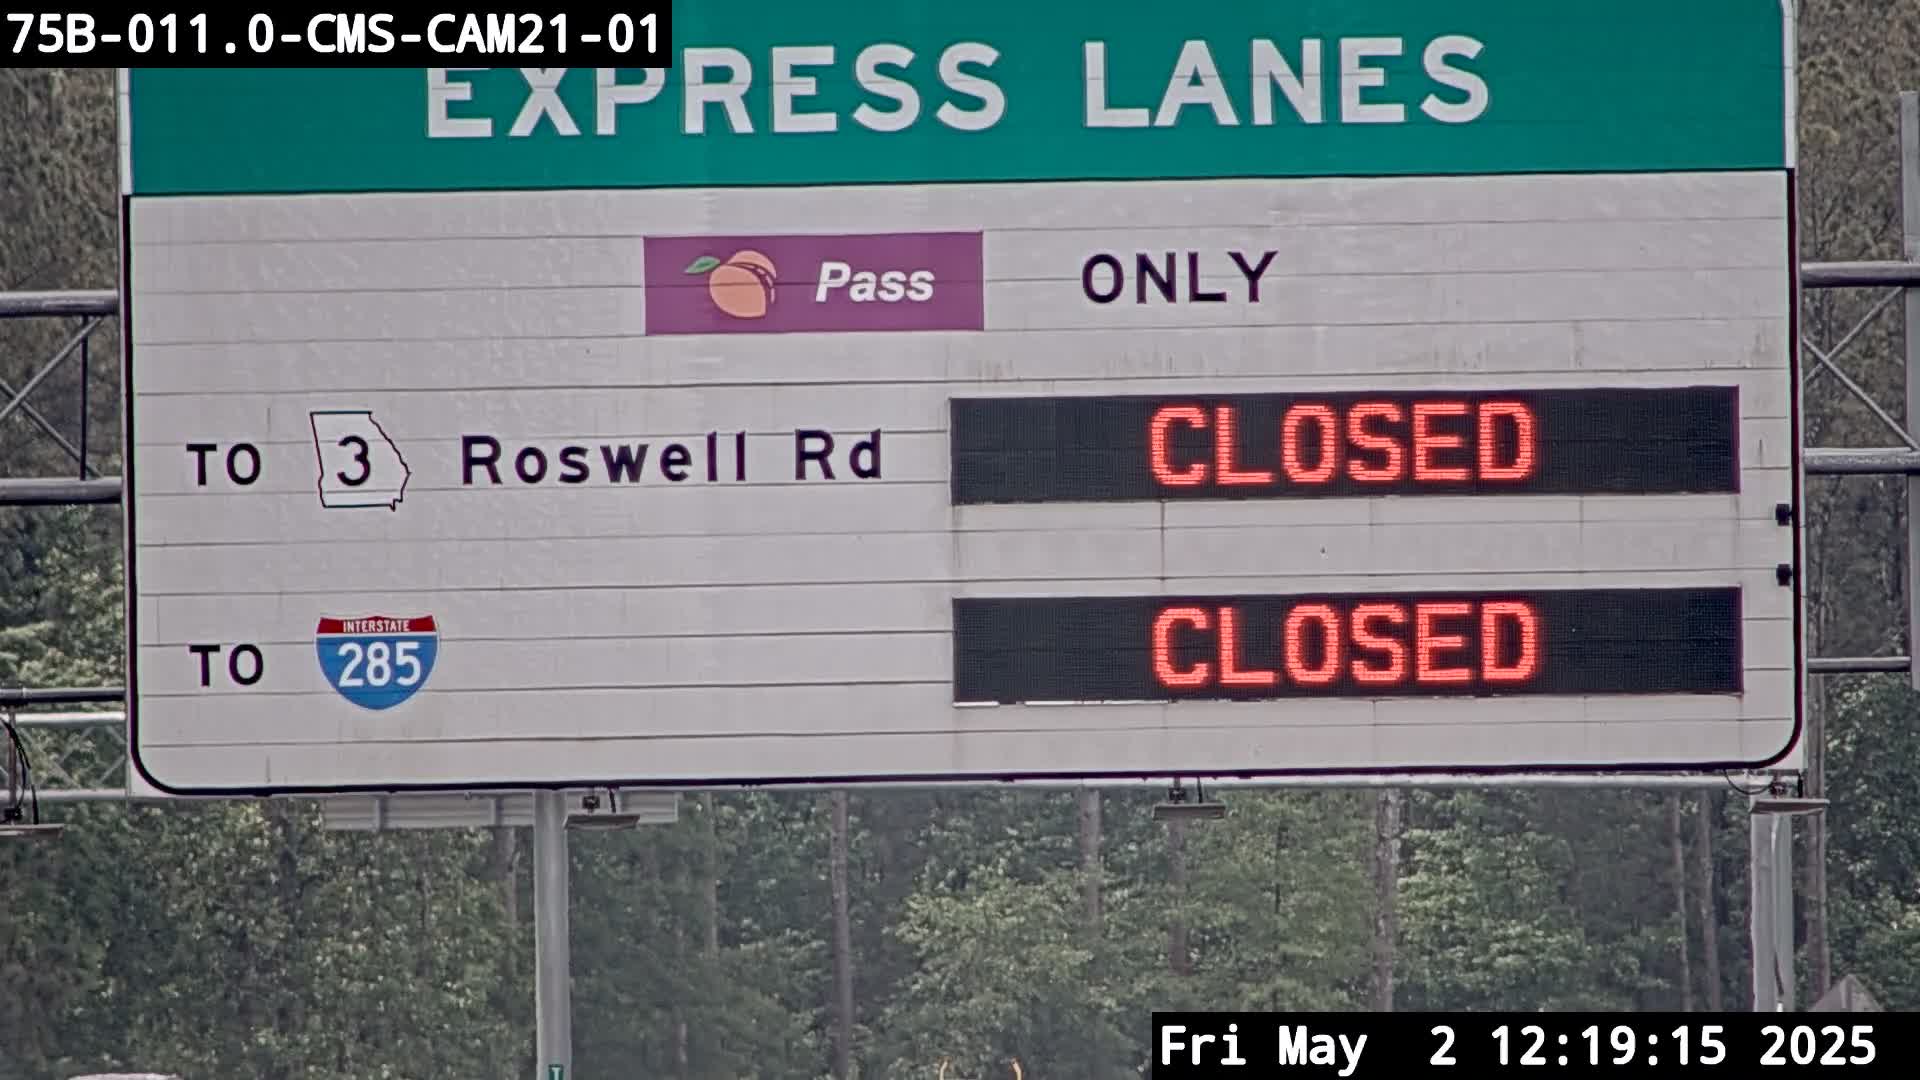 75B-011.0-CMS-CAM21-01
EXPRESS LANES
Pass ONLY
TO 3 Roswell Rd CLOSED
INTERSTATE
TO 285 CLOSED
Fri May 2 12:19:15 2025